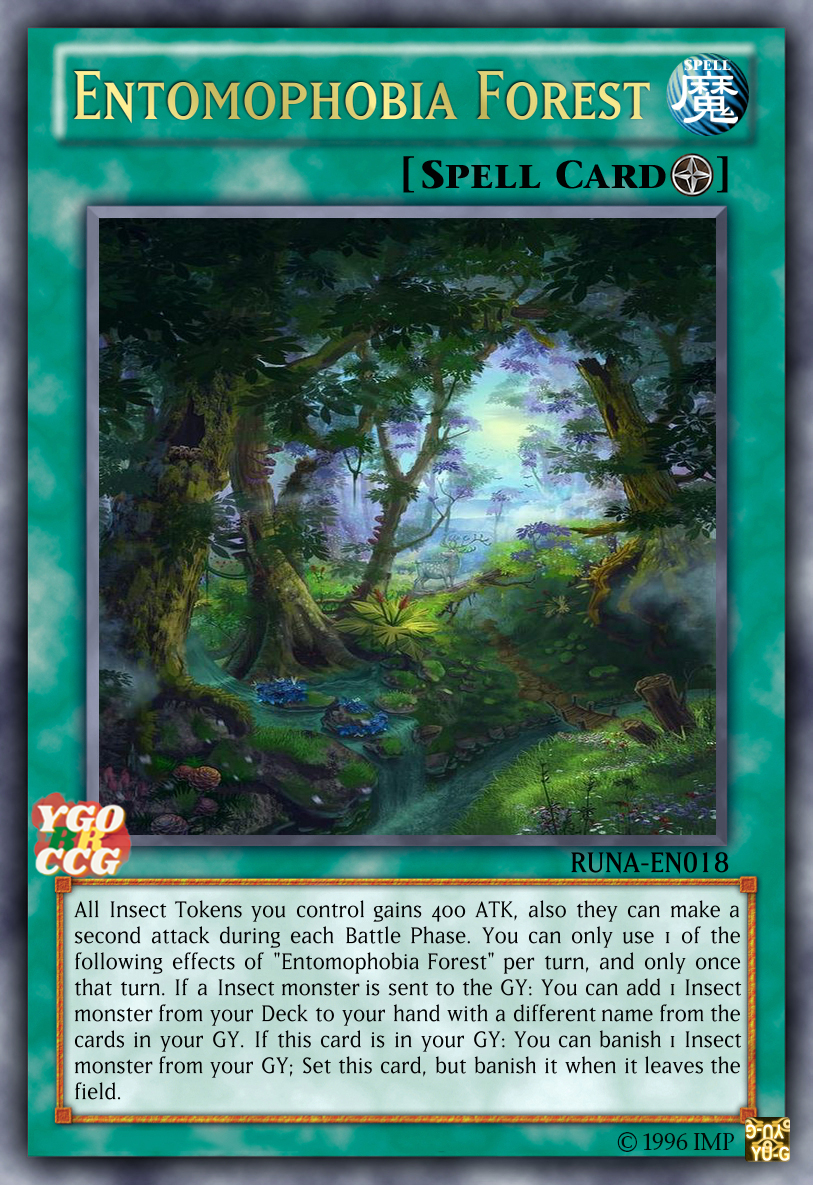 ENTOMOPHOBIA FOREST
SPELL
魔
[SPELL CARD]
YGO
BR
CCG
RUNA-EN018
All Insect Tokens you control gains 400 ATK, also they can make a
second attack during each Battle Phase. You can only use 1 of the
following effects of "Entomophobia Forest" per turn, and only once
that turn. If a Insect monster is sent to the GY: You can add 1 Insect
monster from your Deck to your hand with a different name from the
cards in your GY. If this card is in your GY: You can banish 1 Insect
monster from your GY; Set this card, but banish it when it leaves the
field.
© 1996 IMP